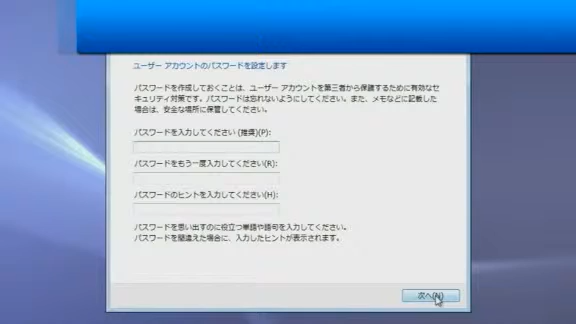 ユーザー アカウントのパスワードを設定します
パスワードを作成しておくことは、ユーザー アカウントを第三者から保護するために有効なセ
キュリティ対策です。パスワードは忘れないようにしてください。また、メモなどに記載した
場合は、安全な場所に保管してください。
パスワードを入力してください (推奨)(P):
パスワードをもう一度入力してください(R):
パスワードのヒントを入力してください(H):
パスワードを思い出すのに役立つ単語や語句を入力してください。
パスワードを間違えた場合に、入力したヒントが表示されます。
次へ(N)